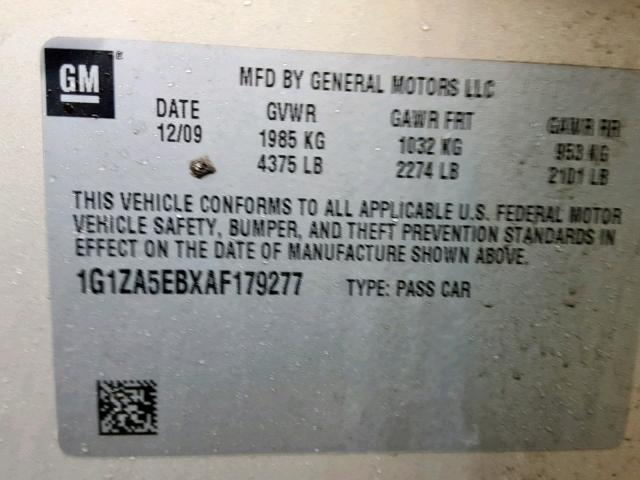 GM ®
MFD BY GENERAL MOTORS LLC
DATE GVWR GAWR FRT GAWR RR
12/09 1985 KG 1032 KG 953 KG
4375 LB 2274 LB 2101 LB
THIS VEHICLE CONFORMS TO ALL APPLICABLE U.S. FEDERAL MOTOR
VEHICLE SAFETY, BUMPER, AND THEFT PREVENTION STANDARDS IN
EFFECT ON THE DATE OF MANUFACTURE SHOWN ABOVE.
1G1ZA5EBXAF179277 TYPE: PASS CAR